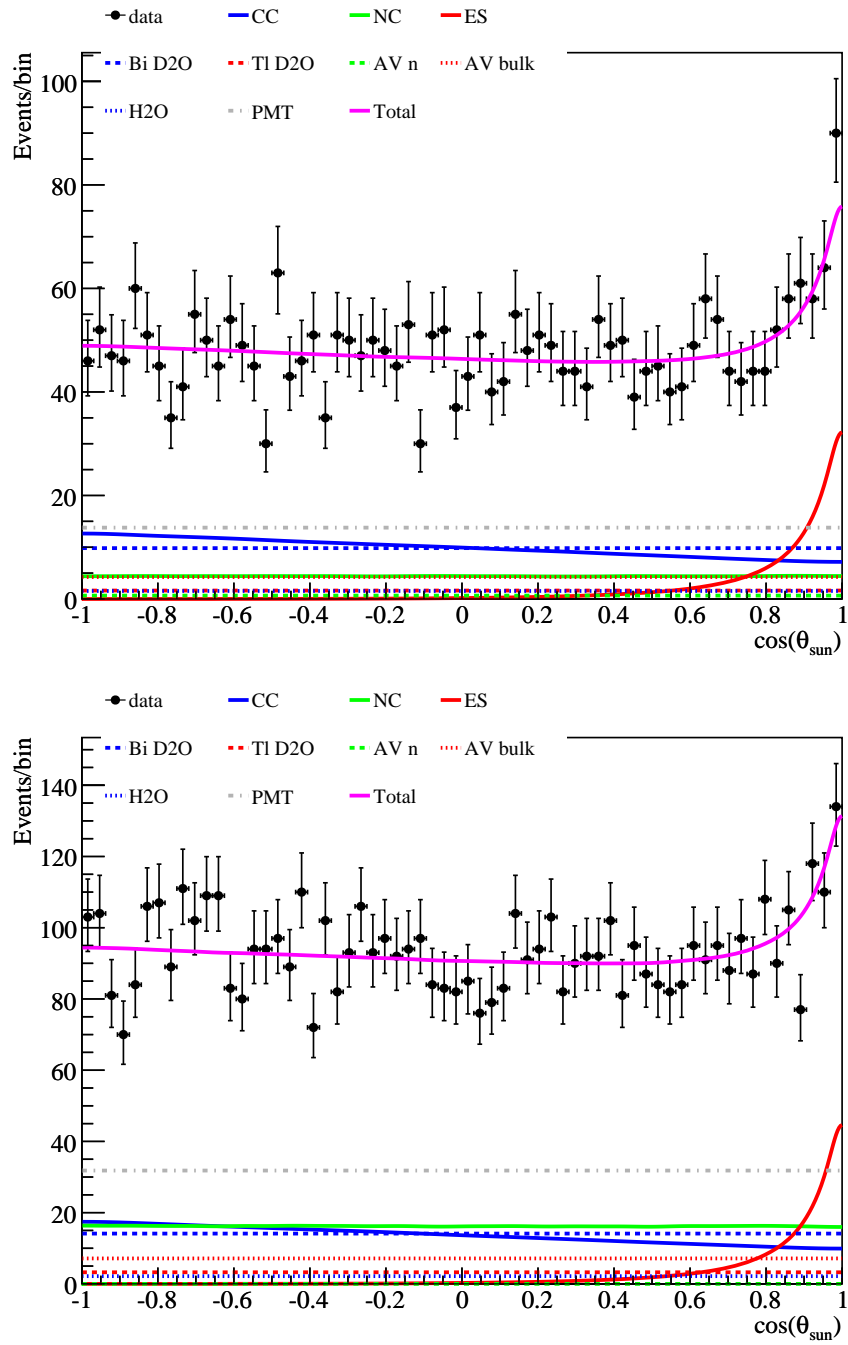 data CC NC ES
Bi D2O Tl D2O AV n AV bulk
H2O PMT Total
Events/bin
100
80
60
40
20
0
-1 -0.8 -0.6 -0.4 -0.2 0 0.2 0.4 0.6 0.8 1
cos(θsun)
data CC NC ES
Bi D2O Tl D2O AV n AV bulk
H2O PMT Total
Events/bin
140
120
100
80
60
40
20
0
-1 -0.8 -0.6 -0.4 -0.2 0 0.2 0.4 0.6 0.8 1
cos(θsun)